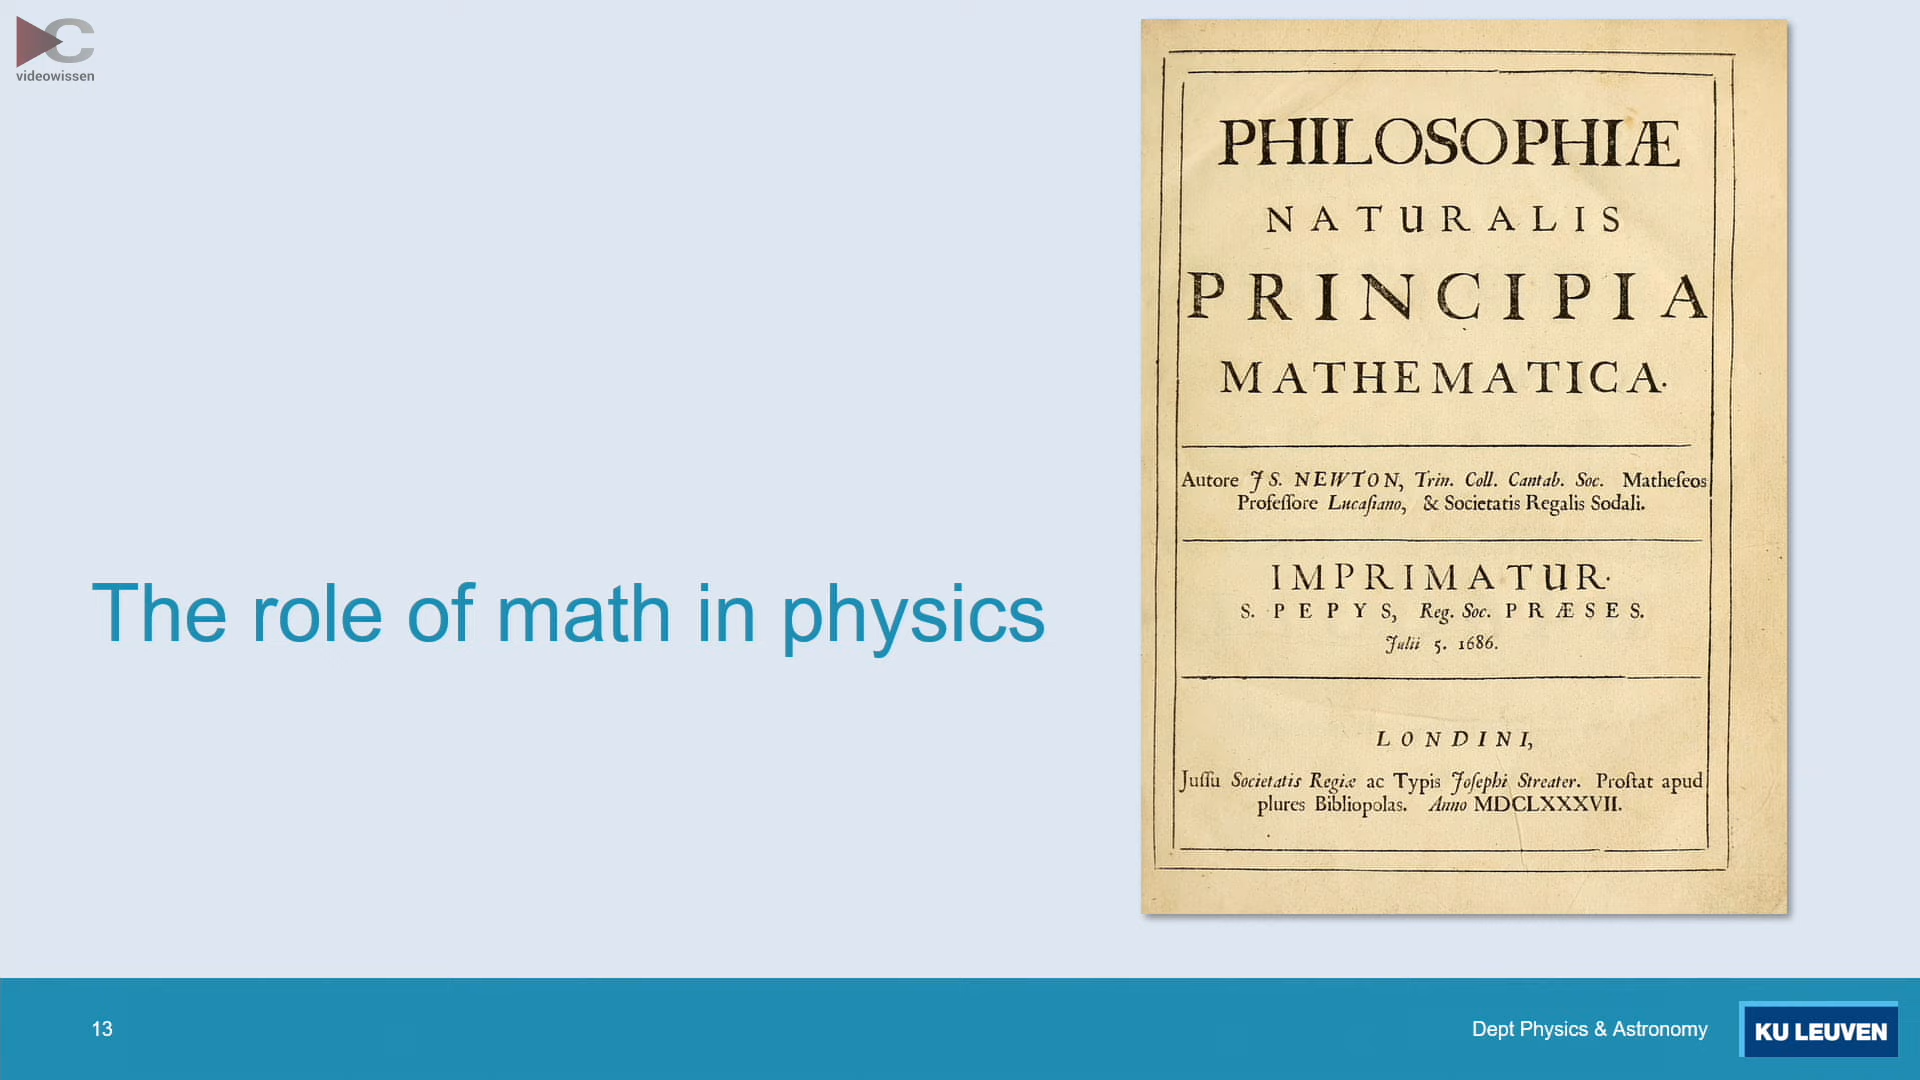 videowissen
The role of math in physics
PHILOSOPHIÆ
NATURALIS
PRINCIPIA
MATHEMATICA.
Autore JS. NEWTON, Trin. Coll. Cantab. Soc. Matheſeos
Profeſſore Lucaſiano, & Societatis Regalis Sodali.
IMPRIMATUR.
S. PEPYS, Reg. Soc. PRÆSES.
Julii 5. 1686.
LONDINI,
Juſſu Societatis Regiæ ac Typis Joſephi Streater. Proſtat apud
plures Bibliopolas. Anno MDCLXXXVII.
13
Dept Physics & Astronomy
KU LEUVEN